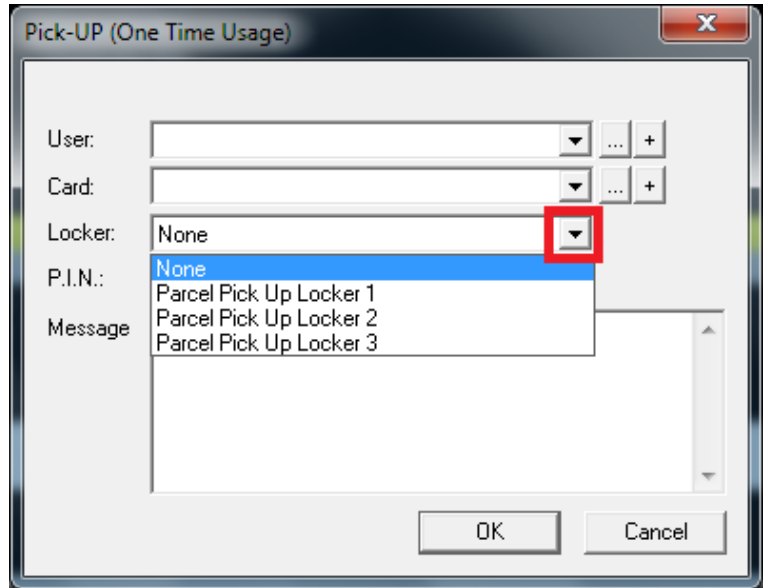 Pick-UP (One Time Usage)
User:
... +
Card:
... +
Locker: None
None
P.I.N.:
Parcel Pick Up Locker 1
Message
Parcel Pick Up Locker 2
Parcel Pick Up Locker 3
OK Cancel